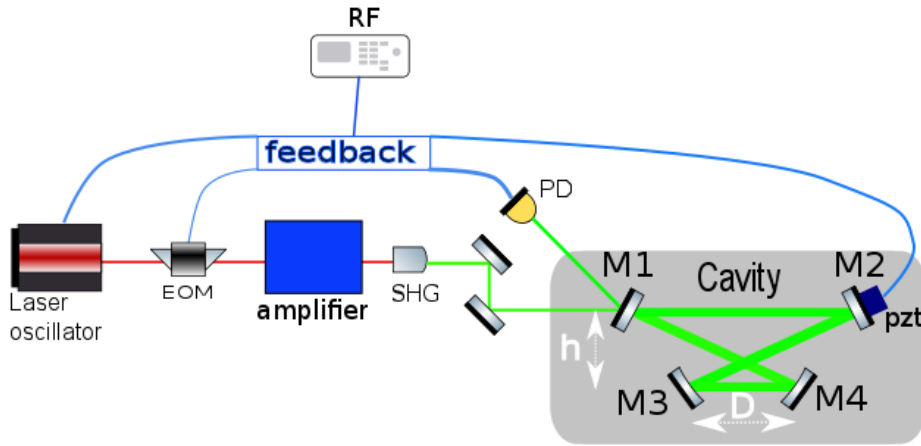 RF
feedback
PD
M1
Cavity
M2
EOM
SHG
Laser
oscillator
amplifier
pzt
h
M3
D
M4